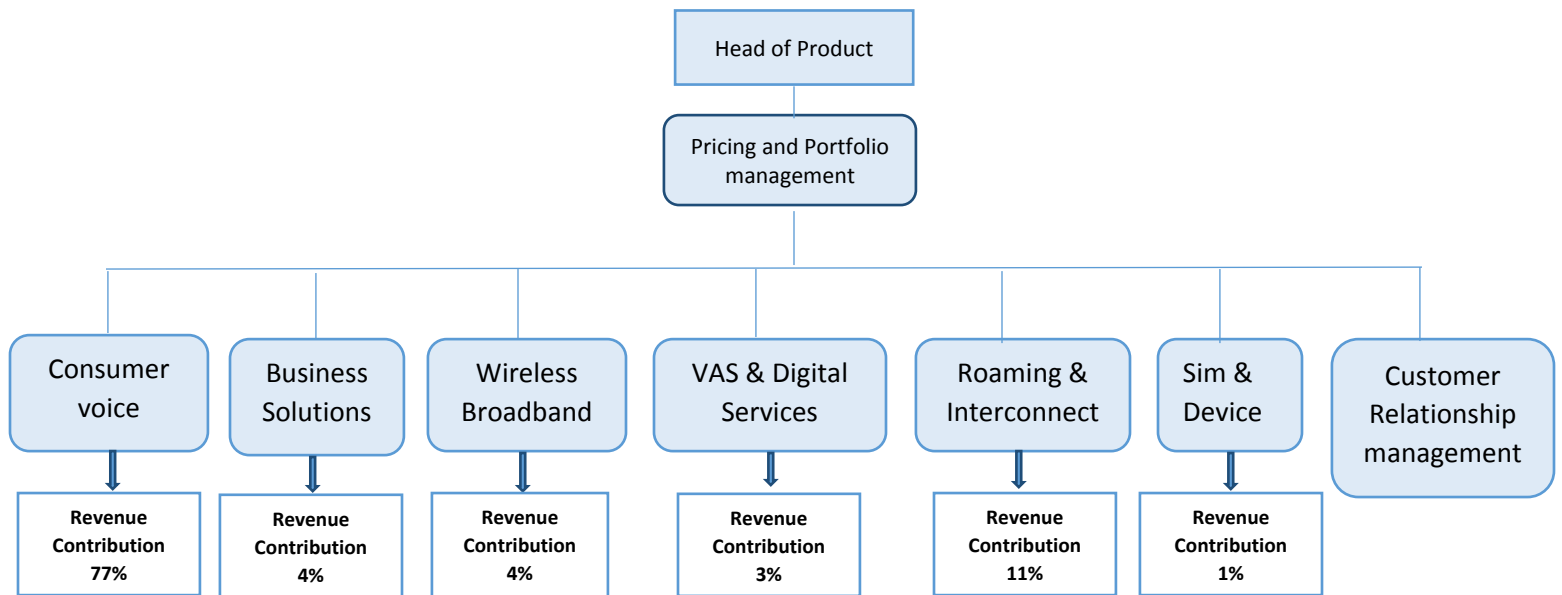 Head of Product
Pricing and Portfolio
management
Consumer
voice
Business
Solutions
Wireless
Broadband
VAS & Digital
Services
Roaming &
Interconnect
Sim &
Device
Customer
Relationship
management
Revenue
Contribution
77%
Revenue
Contribution
4%
Revenue
Contribution
4%
Revenue
Contribution
3%
Revenue
Contribution
11%
Revenue
Contribution
1%